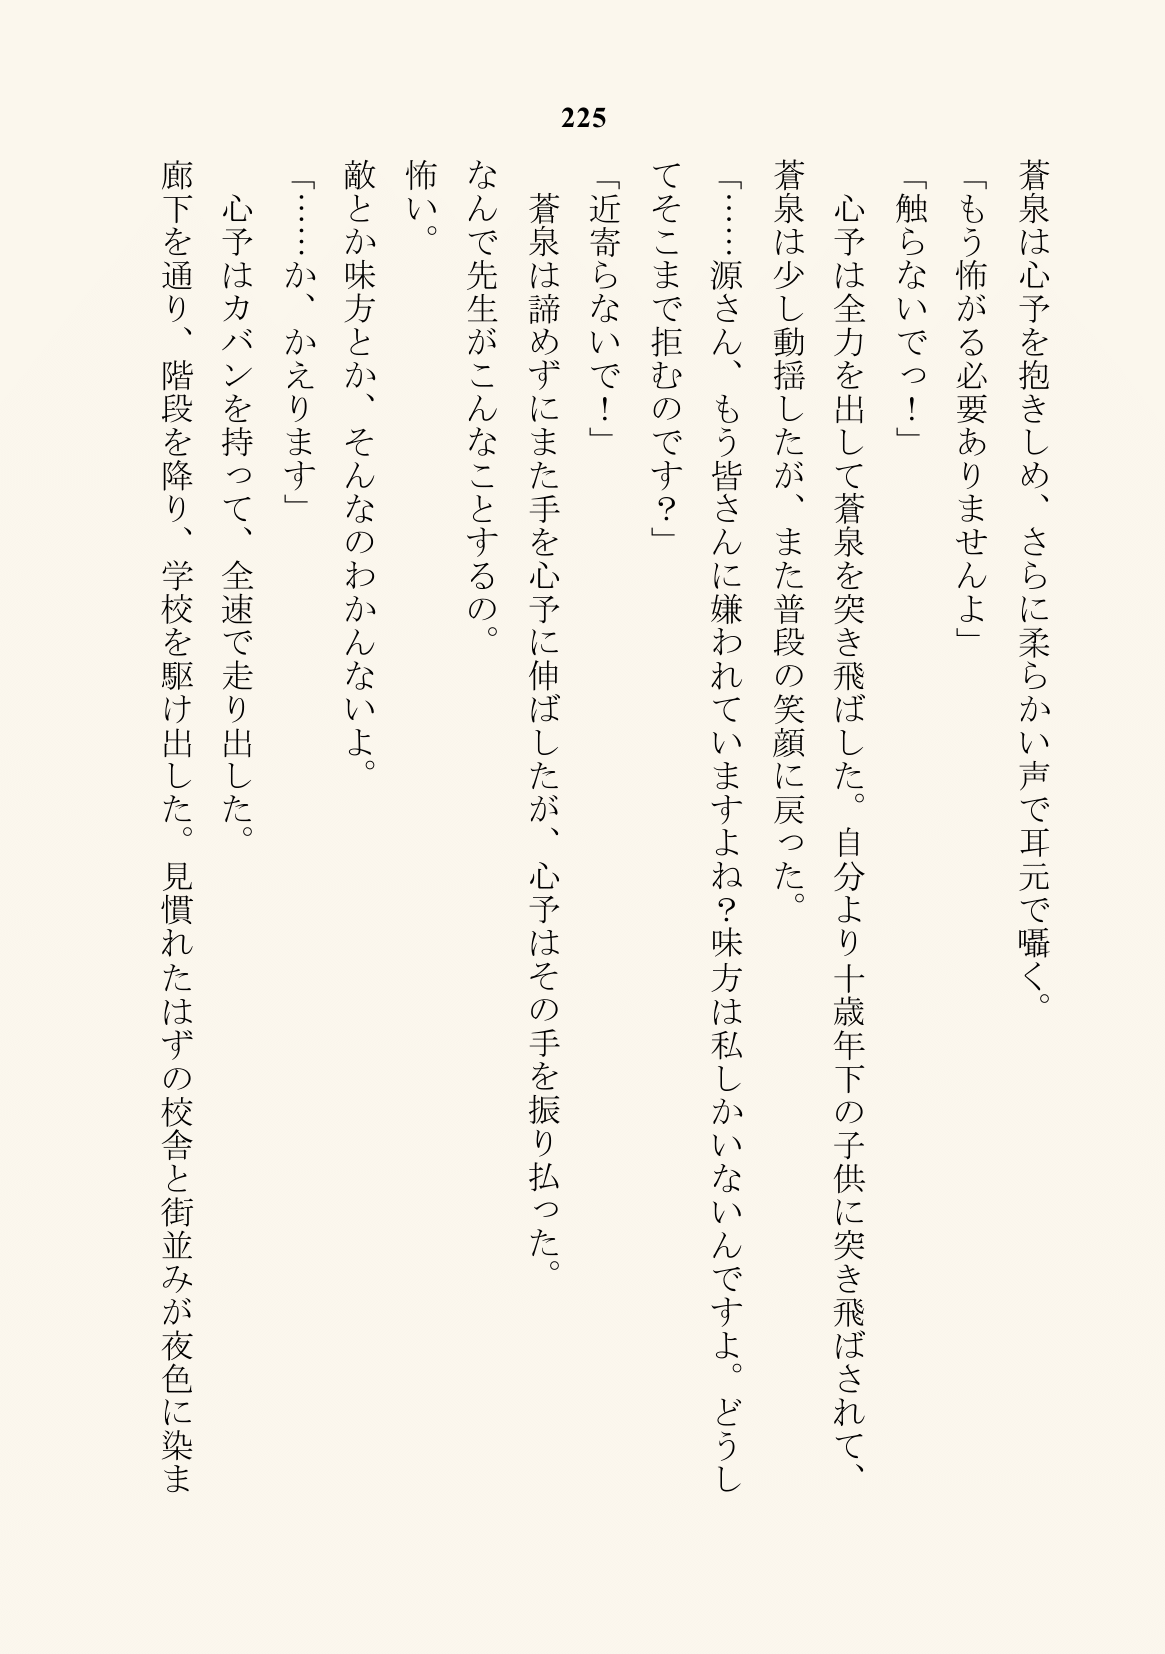 225
蒼泉は心予を抱きしめ、さらに柔らかい声で耳元で囁く。
「もう怖がる必要ありませんよ」
「触らないでっ！」
　心予は全力を出して蒼泉を突き飛ばした。自分より十歳年下の子供に突き飛ばされて、
蒼泉は少し動揺したが、また普段の笑顔に戻った。
「……源さん、もう皆さんに嫌われていますよね？味方は私しかいないんですよ。どうし
てそこまで拒むのです？」
「近寄らないで！」
　蒼泉は諦めずにまた手を心予に伸ばしたが、心予はその手を振り払った。
なんで先生がこんなことするの。
怖い。
敵とか味方とか、そんなのわかんないよ。
「……か、かえります」
　心予はカバンを持って、全速で走り出した。
廊下を通り、階段を降り、学校を駆け出した。見慣れたはずの校舎と街並みが夜色に染ま